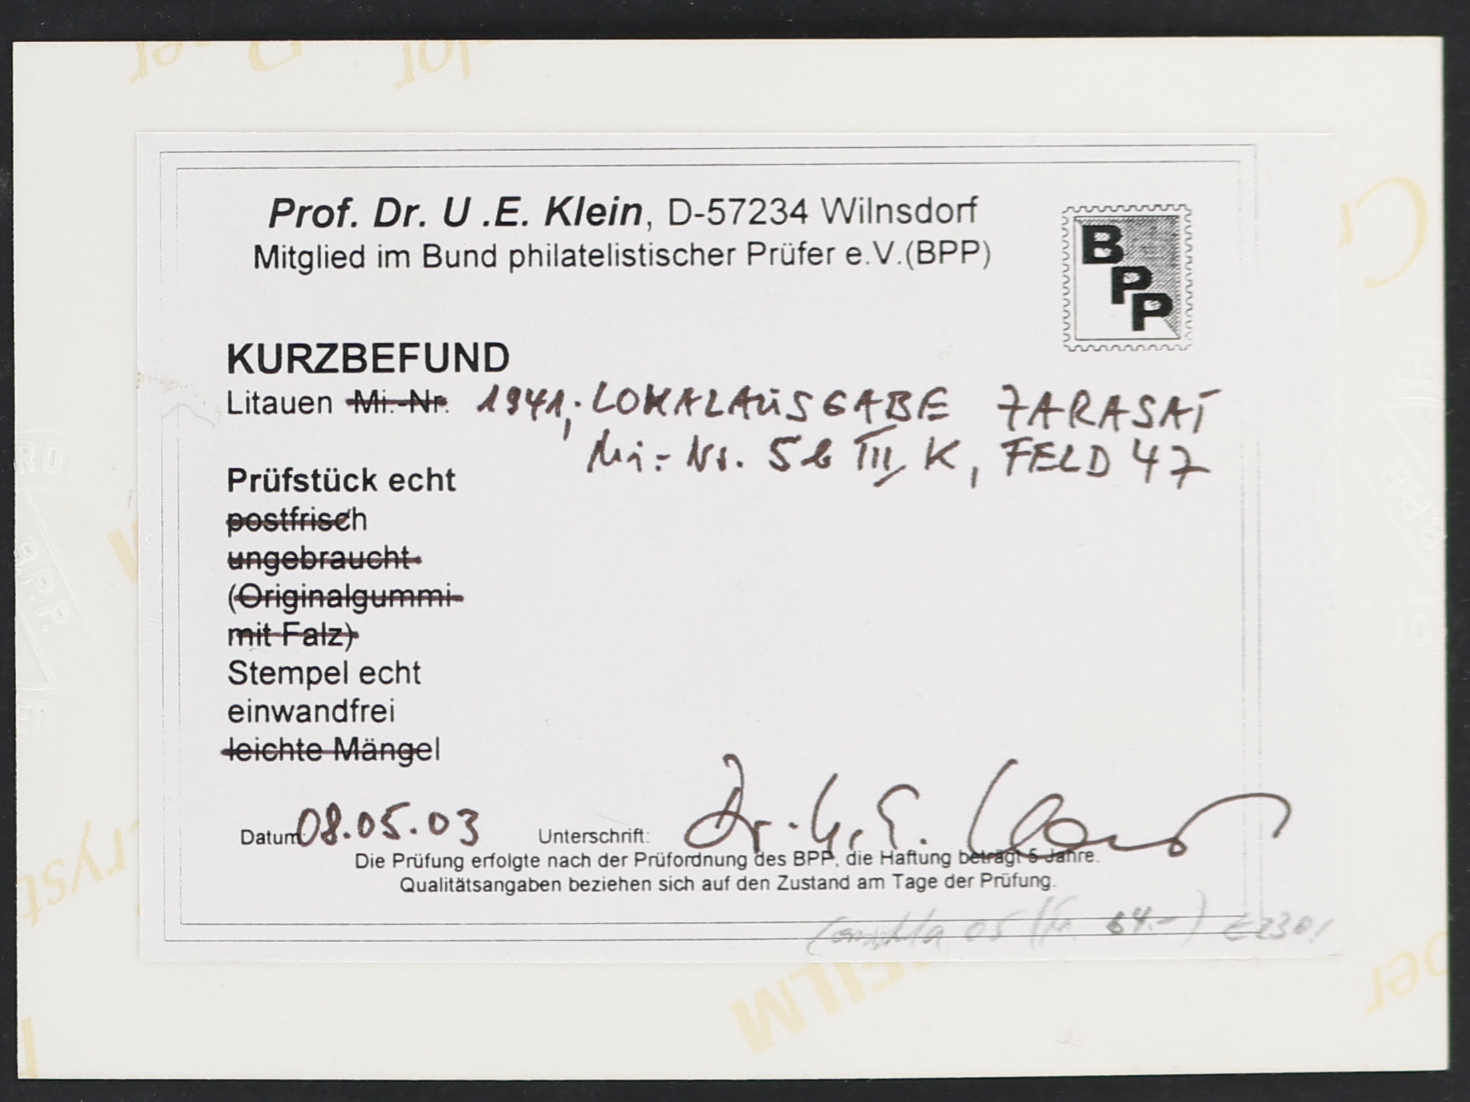 Prof. Dr. U .E. Klein, D-57234 Wilnsdorf
Mitglied im Bund philatelistischer Prüfer e.V.(BPP)
BPP
KURZBEFUND
Litauen Mi.-Nr. 1941, LOKALAUSGABE ZARASAI
Mi-Nr. 5 b III K, FELD 47
Prüfstück echt
postfrisch
ungebraucht
(Originalgummi
mit Falz)
Stempel echt
einwandfrei
leichte Mängel
Datum: 08.05.03 Unterschrift: Dr. U. E. Klein
Die Prüfung erfolgte nach der Prüfordnung des BPP, die Haftung beträgt 5 Jahre.
Qualitätsangaben beziehen sich auf den Zustand am Tage der Prüfung.